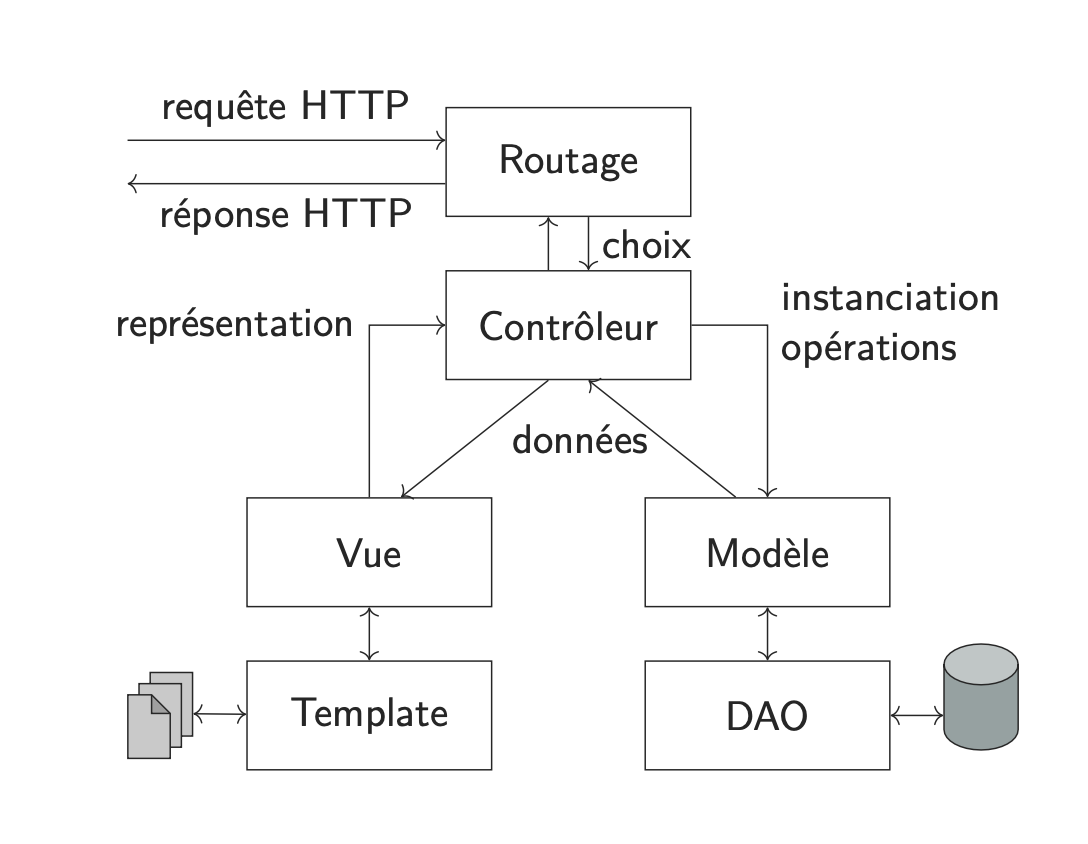 requête HTTP
Routage
réponse HTTP
choix
représentation
Contrôleur
instanciation
opérations
données
Vue
Modèle
Template
DAO